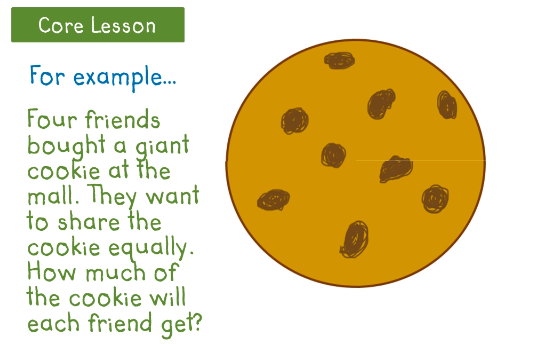 Core Lesson
For example...
Four friends
bought a giant
cookie at the
mall. They want
to share the
cookie equally.
How much of
the cookie will
each friend get?